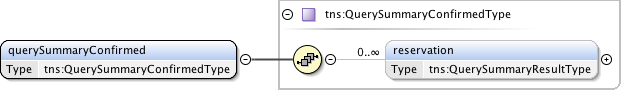 tns:QuerySummaryConfirmedType
querySummaryConfirmed
Type tns:QuerySummaryConfirmedType
0..∞
reservation
Type tns:QuerySummaryResultType